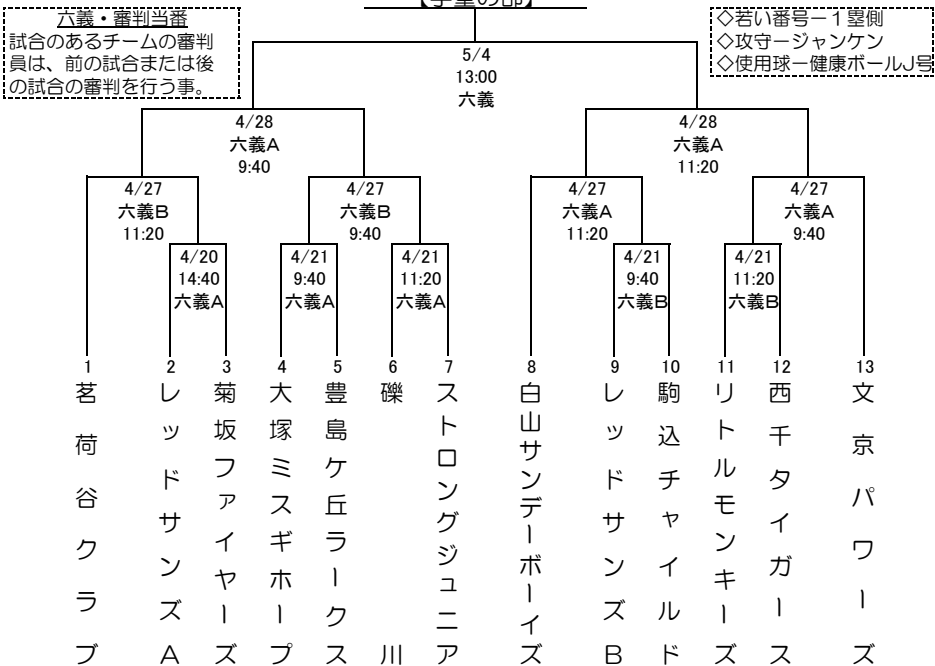 【学童の部】
六義・審判当番
試合のあるチームの審判
員は、前の試合または後
の試合の審判を行う事。
◇若い番号－１塁側
◇攻守－ジャンケン
◇使用球－健康ボールJ号
5/4
13:00
六義
4/28
六義A
9:40
4/28
六義A
11:20
4/27
六義B
11:20
4/27
六義B
9:40
4/27
六義A
11:20
4/27
六義A
9:40
4/20
14:40
六義A
4/21
9:40
六義A
4/21
11:20
六義A
4/21
9:40
六義B
4/21
11:20
六義B
1
茗荷谷クラブ
2
レッドサンズA
3
菊坂ファイヤーズ
4
大塚ミスギホープ
5
豊島ケ丘ラークス
6
礫川
7
ストロングジュニア
8
白山サンデーボーイズ
9
レッドサンズB
10
駒込チャイルド
11
リトルモンキーズ
12
西千タイガース
13
文京パワーズ